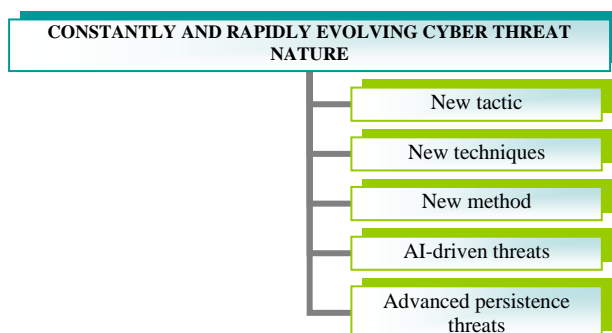 CONSTANTLY AND RAPIDLY EVOLVING CYBER THREAT
NATURE
New tactic
New techniques
New method
AI-driven threats
Advanced persistence
threats